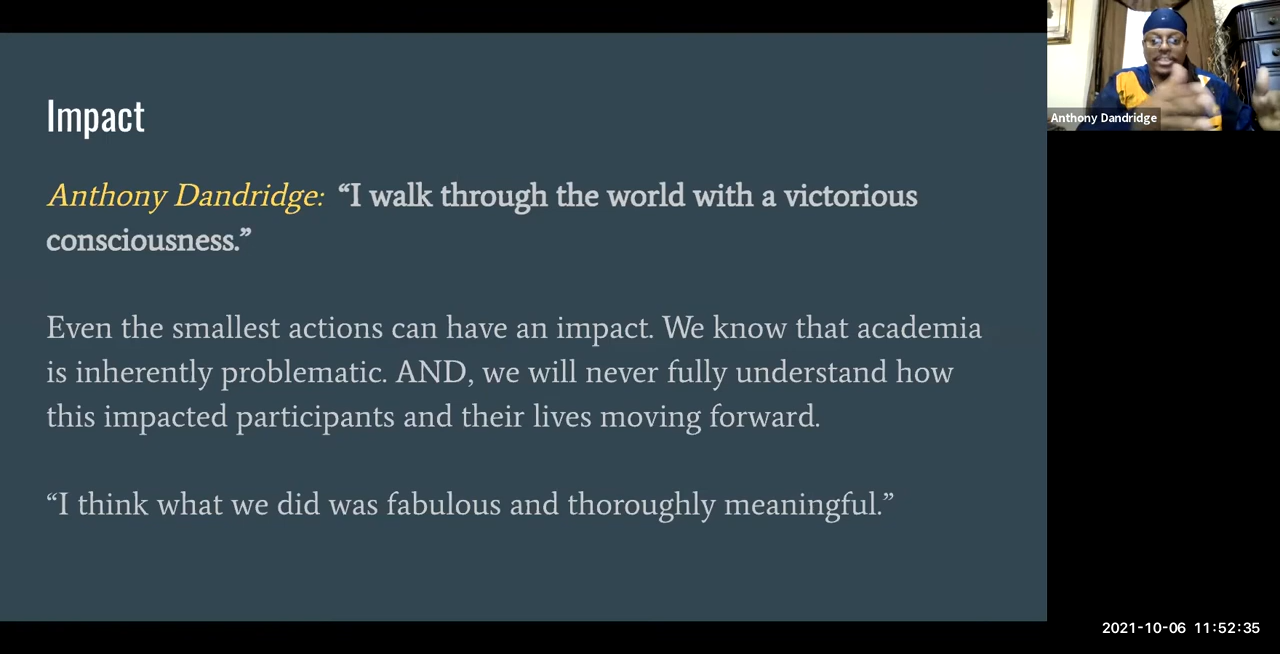 Impact
Anthony Dandridge: “I walk through the world with a victorious
consciousness.”
Even the smallest actions can have an impact. We know that academia
is inherently problematic. AND, we will never fully understand how
this impacted participants and their lives moving forward.
“I think what we did was fabulous and thoroughly meaningful.”
Anthony Dandridge
2021-10-06 11:52:35